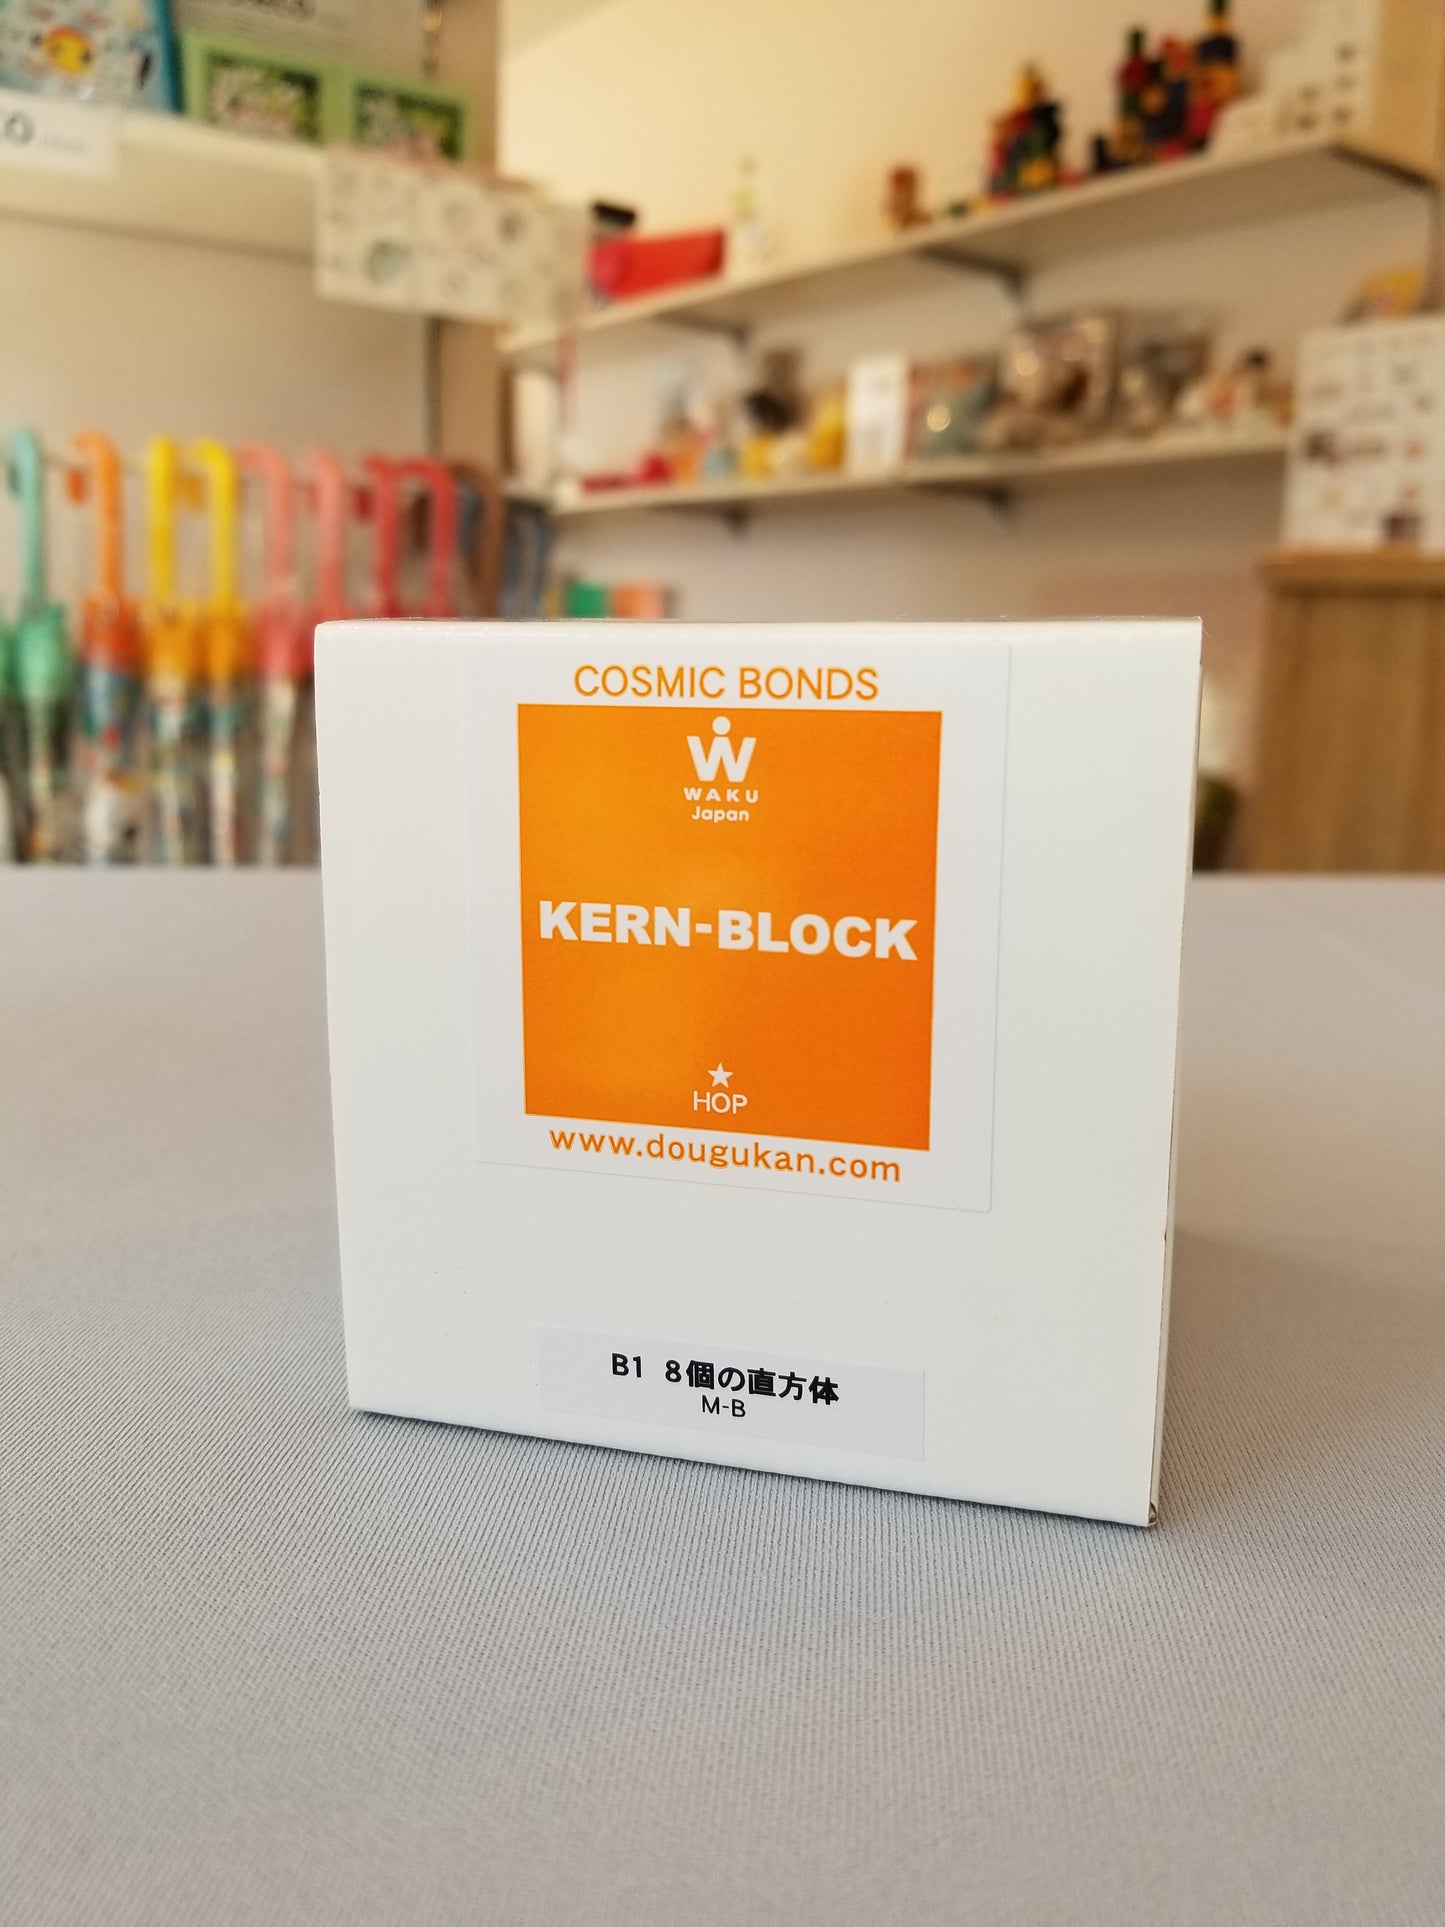 COSMIC BONDS
W
WAKU
Japan
KERN-BLOCK
HOP
www.dougukan.com
B1 8個の直方体
M-B